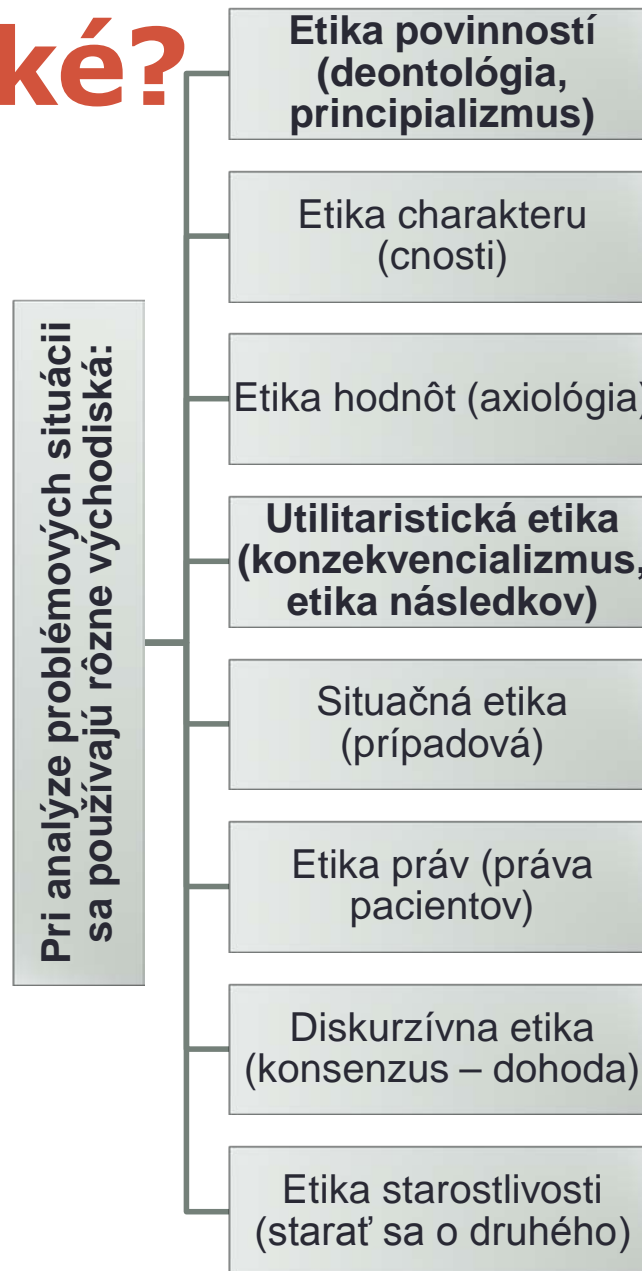 ké?
Pri analýze problémových situácii
sa používajú rôzne východiská:
Etika povinností
(deontológia,
principializmus)
Etika charakteru
(cnosti)
Etika hodnôt (axiológia)
Utilitaristická etika
(konzekvencializmus,
etika následkov)
Situačná etika
(prípadová)
Etika práv (práva
pacientov)
Diskurzívna etika
(konsenzus – dohoda)
Etika starostlivosti
(starať sa o druhého)